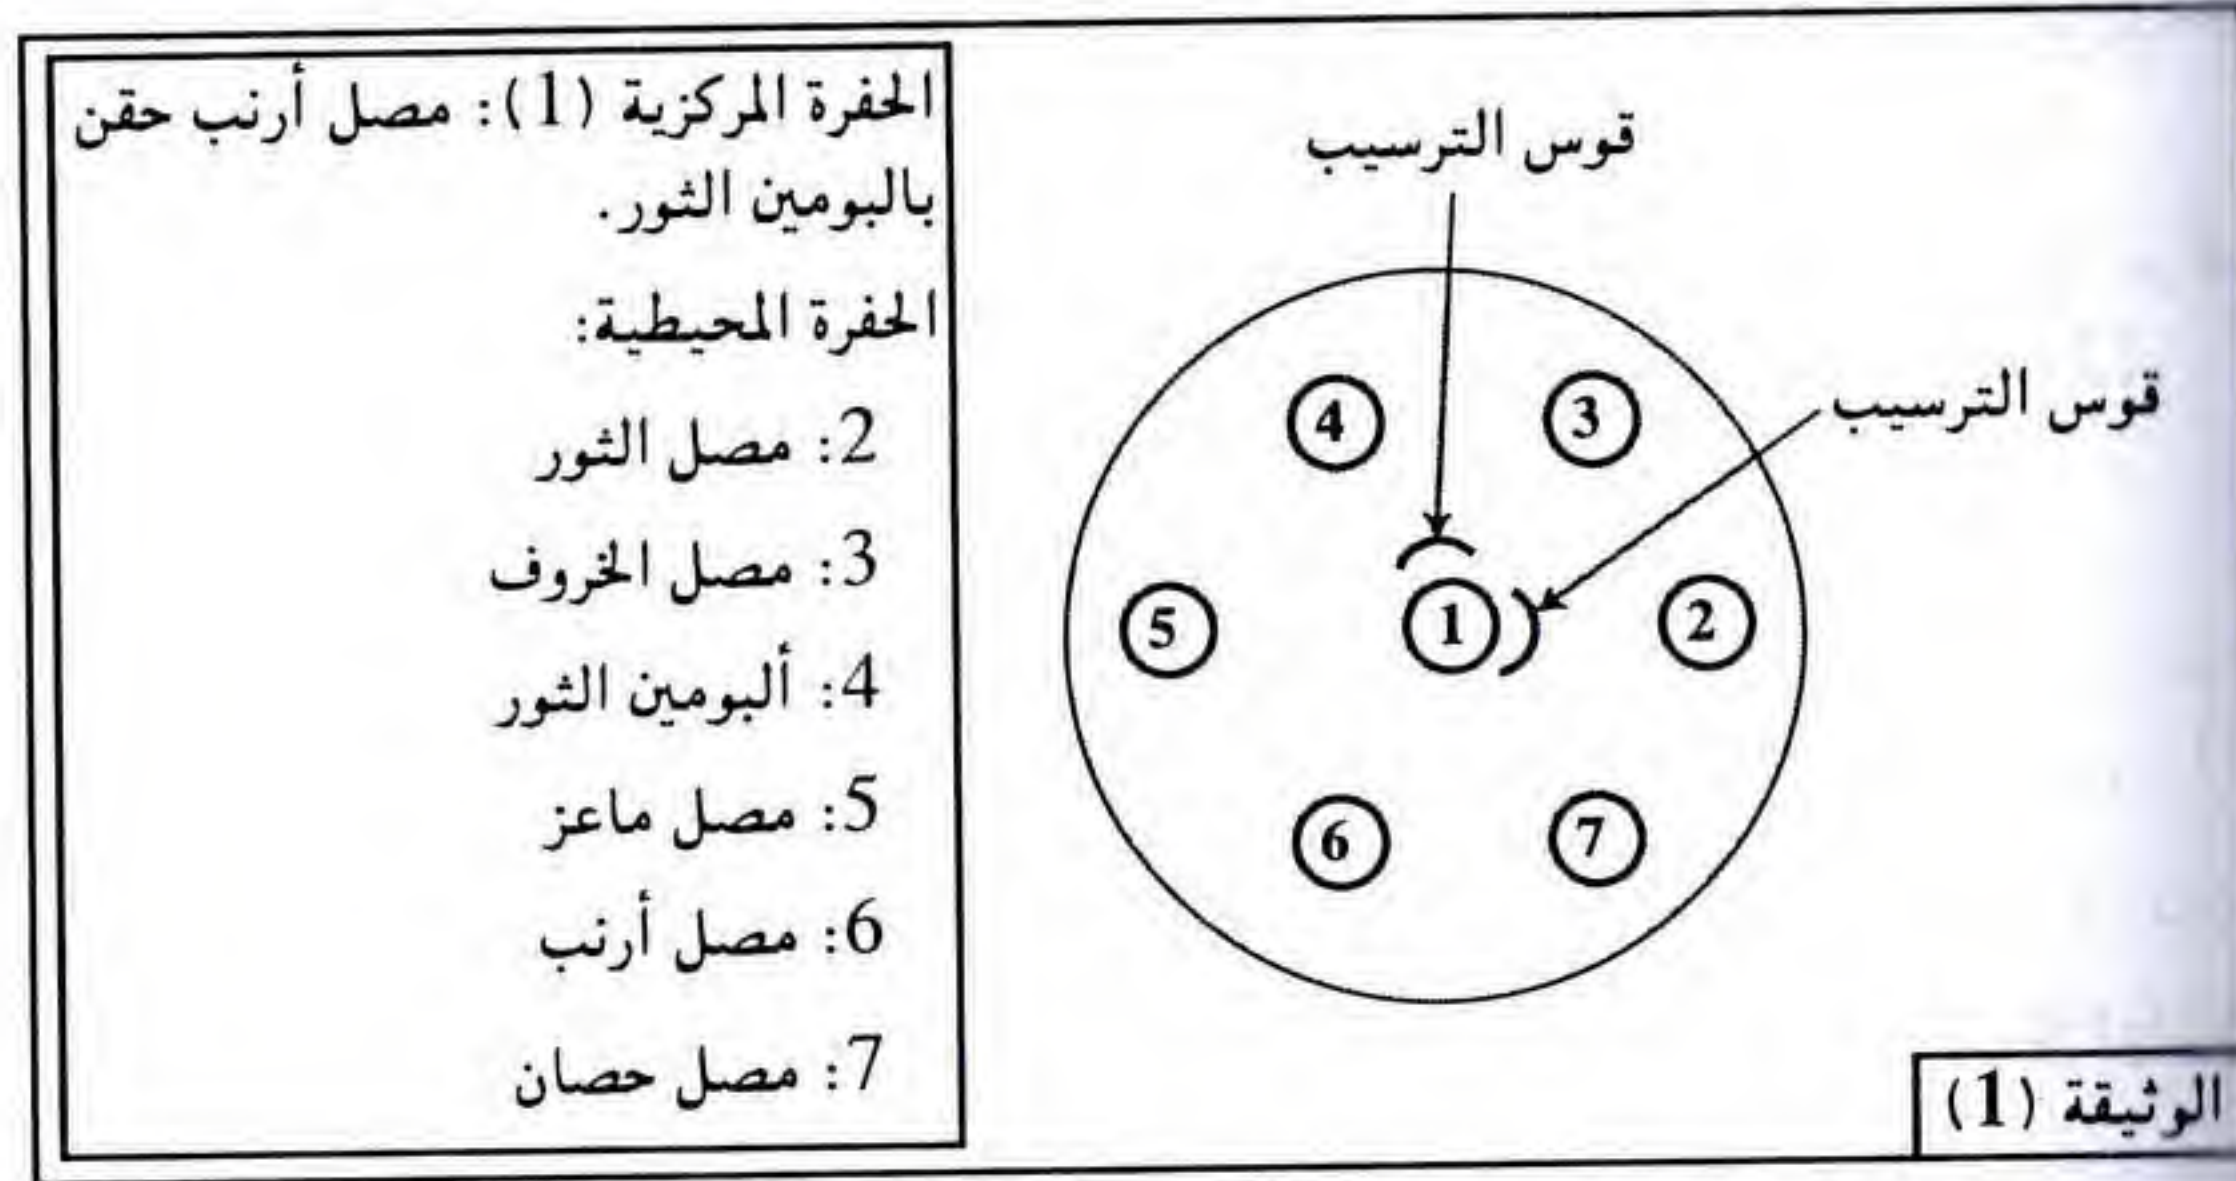 الحفرة المركزية (1): مصل أرنب حقن
بالبومين الثور.
الحفرة المحيطية:
2: مصل الثور
3: مصل الخروف
4: ألبومين الثور
5: مصل ماعز
6: مصل أرنب
7: مصل حصان
قوس الترسيب
قوس الترسيب
4
3
5
1
2
6
7
الوثيقة (1)